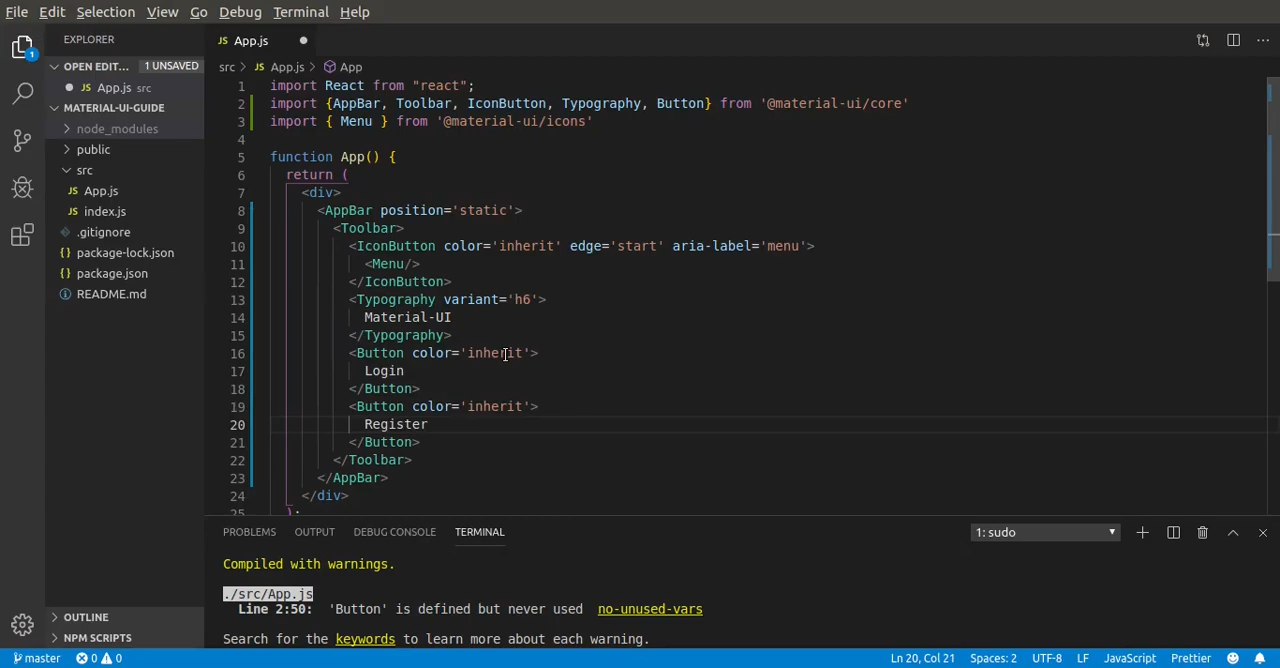 File Edit Selection View Go Debug Terminal Help
EXPLORER
OPEN EDIT... 1 UNSAVED
JS App.js src
MATERIAL-UI-GUIDE
node_modules
public
src
JS App.js
JS index.js
.gitignore
{} package-lock.json
{} package.json
README.md
OUTLINE
NPM SCRIPTS
1
JS App.js
src > JS App.js > App
1 import React from "react";
2 import {AppBar, Toolbar, IconButton, Typography, Button} from '@material-ui/core'
3 import { Menu } from '@material-ui/icons'
4
5 function App() {
6 return (
7 <div>
8 <AppBar position='static'>
9 <Toolbar>
10 <IconButton color='inherit' edge='start' aria-label='menu'>
11 <Menu/>
12 </IconButton>
13 <Typography variant='h6'>
14 Material-UI
15 </Typography>
16 <Button color='inherit'>
17 Login
18 </Button>
19 <Button color='inherit'>
20 Register
21 </Button>
22 </Toolbar>
23 </AppBar>
24 </div>
25 );
PROBLEMS OUTPUT DEBUG CONSOLE TERMINAL 1: sudo
Compiled with warnings.
./src/App.js
Line 2:50: 'Button' is defined but never used no-unused-vars
Search for the keywords to learn more about each warning.
master 0 0 Ln 20, Col 21 Spaces: 2 UTF-8 LF JavaScript Prettier